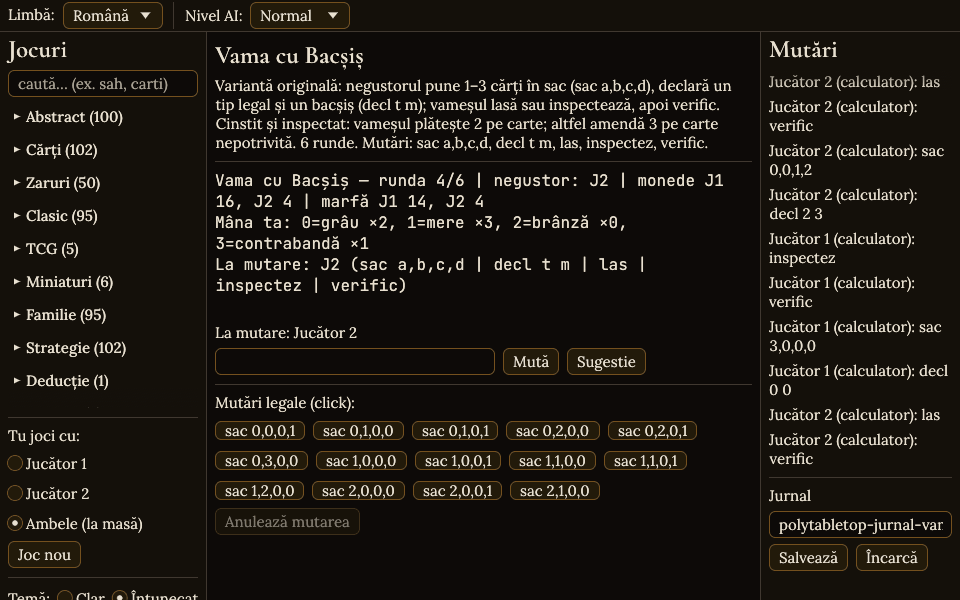 Limbă: Română ▼ Nivel AI: Normal ▼
Jocuri
caută... (ex. sah, carti)
▸ Abstract (100)
▸ Cărți (102)
▸ Zaruri (50)
▸ Clasic (95)
▸ TCG (5)
▸ Miniaturi (6)
▸ Familie (95)
▸ Strategie (102)
▸ Deducție (1)
Tu joci cu:
Jucător 1
Jucător 2
Ambele (la masă)
Joc nou
Temă: Clar Întunecat
Vama cu Bacșiș
Variantă originală: negustorul pune 1–3 cărți în sac (sac a,b,c,d), declară un
tip legal și un bacșiș (decl t m); vameșul lasă sau inspectează, apoi verific.
Cinstit și inspectat: vameșul plătește 2 pe carte; altfel amendă 3 pe carte
nepotrivită. 6 runde. Mutări: sac a,b,c,d, decl t m, las, inspectez, verific.
Vama cu Bacșiș — runda 4/6 | negustor: J2 | monede J1
16, J2 4 | marfă J1 14, J2 4
Mâna ta: 0=grâu ×2, 1=mere ×3, 2=brânză ×0,
3=contrabandă ×1
La mutare: J2 (sac a,b,c,d | decl t m | las |
inspectez | verific)
La mutare: Jucător 2
Mută Sugestie
Mutări legale (click):
sac 0,0,0,1 sac 0,1,0,0 sac 0,1,0,1 sac 0,2,0,0 sac 0,2,0,1
sac 0,3,0,0 sac 1,0,0,0 sac 1,0,0,1 sac 1,1,0,0 sac 1,1,0,1
sac 1,2,0,0 sac 2,0,0,0 sac 2,0,0,1 sac 2,1,0,0
Anulează mutarea
Mutări
Jucător 2 (calculator): las
Jucător 2 (calculator):
verific
Jucător 2 (calculator): sac
0,0,1,2
Jucător 2 (calculator):
decl 2 3
Jucător 1 (calculator):
inspectez
Jucător 1 (calculator):
verific
Jucător 1 (calculator): sac
3,0,0,0
Jucător 1 (calculator): decl
0 0
Jucător 2 (calculator): las
Jucător 2 (calculator):
verific
Jurnal
polytabletop-jurnal-var
Salvează Încarcă